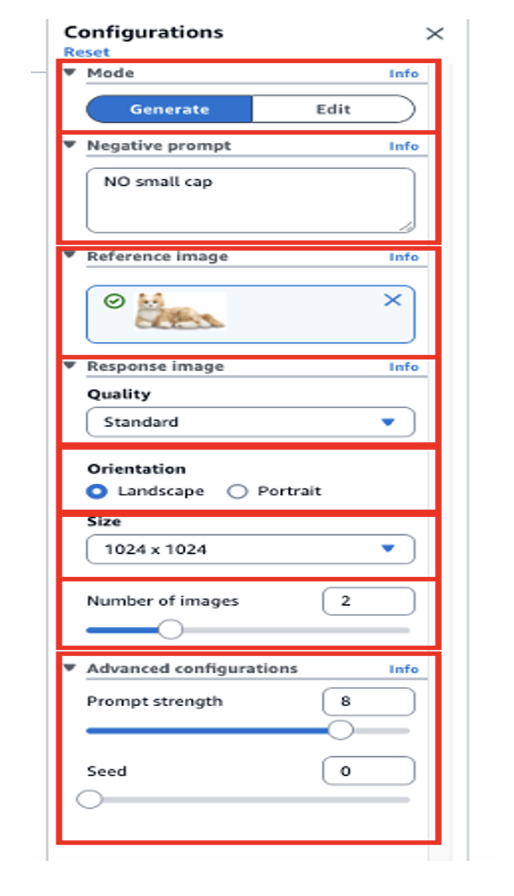 Configurations
Reset
Mode Info
Generate Edit
Negative prompt Info
NO small cap
Reference image Info
Response image Info
Quality
Standard
Orientation
Landscape Portrait
Size
1024 x 1024
Number of images 2
Advanced configurations Info
Prompt strength 8
Seed 0